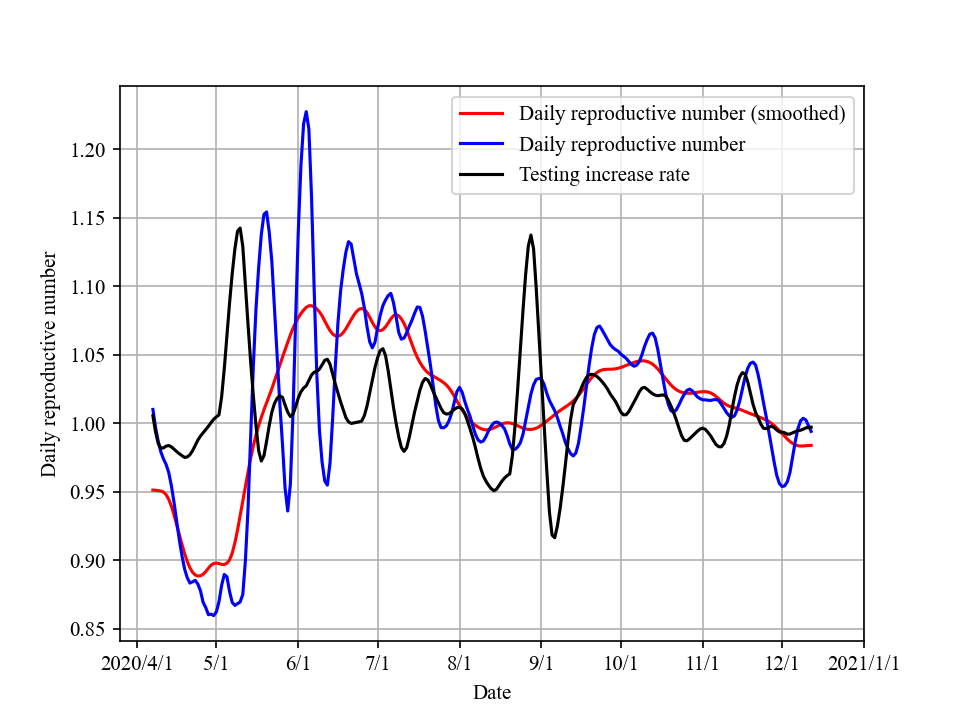 Daily reproductive number (smoothed)
Daily reproductive number
Testing increase rate
Daily reproductive number
1.20
1.15
1.10
1.05
1.00
0.95
0.90
0.85
2020/4/1 5/1 6/1 7/1 8/1 9/1 10/1 11/1 12/1 2021/1/1
Date